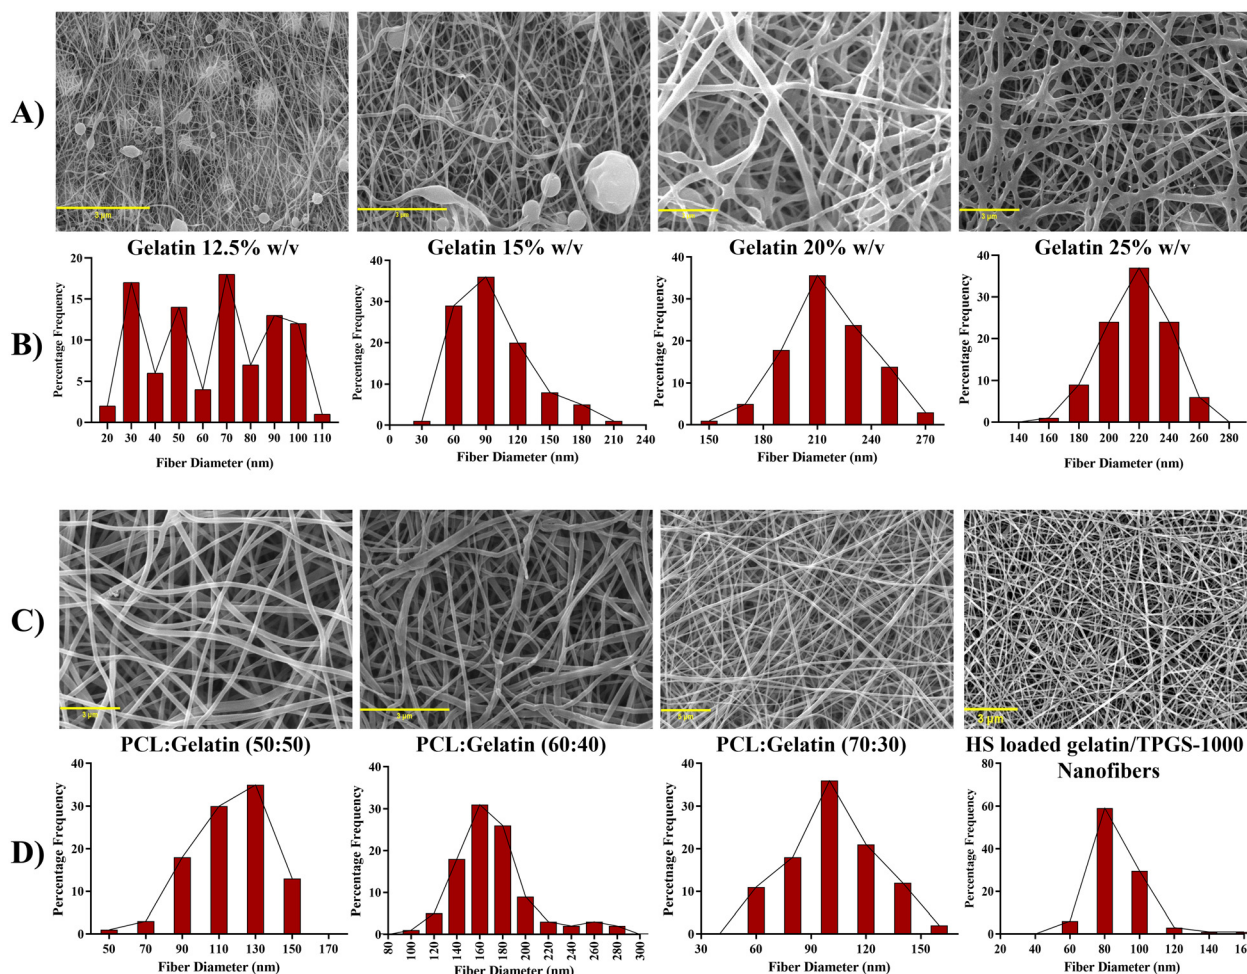 A)
3 μm
3 μm
3 μm
3 μm
Gelatin 12.5% w/v
Gelatin 15% w/v
Gelatin 20% w/v
Gelatin 25% w/v
B)
Percentage Frequency
20
15
10
5
0
20 30 40 50 60 70 80 90 100 110
Fiber Diameter (nm)
Percentage Frequency
40
30
20
10
0
30 60 90 120 150 180 210 240
Fiber Diameter (nm)
Percentage Frequency
40
30
20
10
0
150 190 210 230 270
Fiber Diameter (nm)
Percentage Frequency
40
30
20
10
0
140 160 180 200 220 240 260 280
Fiber Diameter (nm)
C)
3 μm
3 μm
3 μm
PCL:Gelatin (50:50)
PCL:Gelatin (60:40)
PCL:Gelatin (70:30)
HS loaded gelatin/TPGS-1000
Nanofibers
D)
Percentage Frequency
40
30
20
10
0
50 70 90 110 130 150 170
Fiber Diameter (nm)
Percentage Frequency
40
30
20
10
0
80 100 120 140 160 180 200 220 240 260 280 300
Fiber Diameter (nm)
Percetnage Frequency
40
30
20
10
0
30 60 90 120 150
Fiber Diameter (nm)
Percentage Frequency
80
60
40
20
0
20 40 60 80 100 120 140 16
Fiber Diameter (nm)